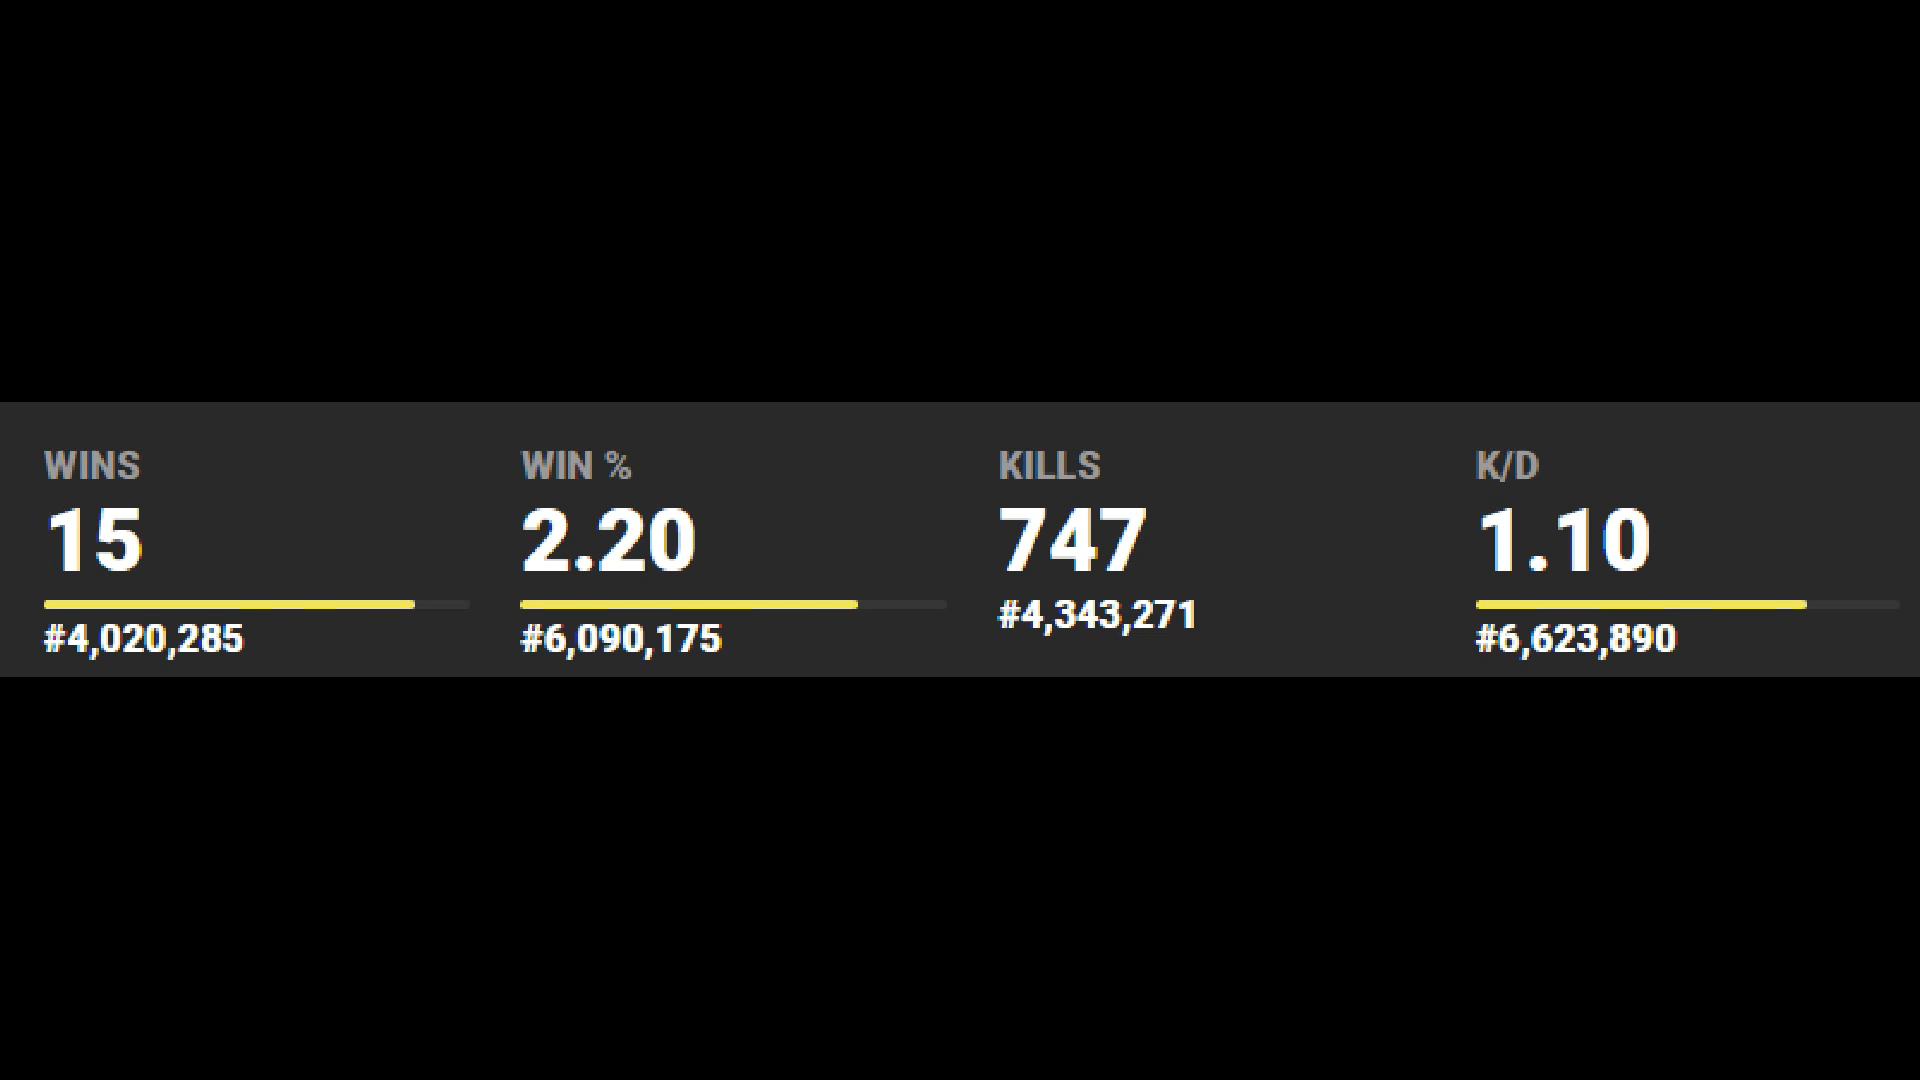 WINS
15
#4,020,285
WIN %
2.20
#6,090,175
KILLS
747
#4,343,271
K/D
1.10
#6,623,890